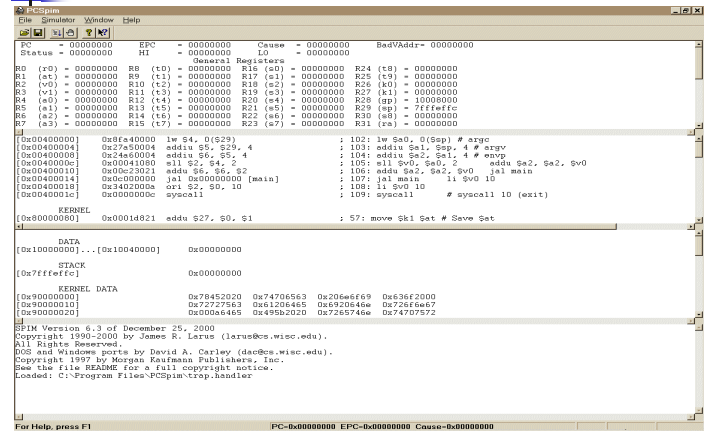 PCSpim
File Simulator Window Help
PC = 00000000 EPC = 00000000 Cause = 00000000 BadVAddr= 00000000
Status = 00000000 HI = 00000000 LO = 00000000
General Registers
R0 (r0) = 00000000 R8 (t0) = 00000000 R16 (s0) = 00000000 R24 (t8) = 00000000
R1 (at) = 00000000 R9 (t1) = 00000000 R17 (s1) = 00000000 R25 (t9) = 00000000
R2 (v0) = 00000000 R10 (t2) = 00000000 R18 (s2) = 00000000 R26 (k0) = 00000000
R3 (v1) = 00000000 R11 (t3) = 00000000 R19 (s3) = 00000000 R27 (k1) = 00000000
R4 (a0) = 00000000 R12 (t4) = 00000000 R20 (s4) = 00000000 R28 (gp) = 10008000
R5 (a1) = 00000000 R13 (t5) = 00000000 R21 (s5) = 00000000 R29 (sp) = 7fffeffc
R6 (a2) = 00000000 R14 (t6) = 00000000 R22 (s6) = 00000000 R30 (s8) = 00000000
R7 (a3) = 00000000 R15 (t7) = 00000000 R23 (s7) = 00000000 R31 (ra) = 00000000
[0x00400000] 0x8fa40000 lw $4, 0($29) ; 102: lw $a0, 0($sp) # argc
[0x00400004] 0x27a50004 addiu $5, $29, 4 ; 103: addiu $a1, $sp, 4 # argv
[0x00400008] 0x24a60004 addiu $6, $5, 4 ; 104: addiu $a2, $a1, 4 # envp
[0x0040000c] 0x00041080 sll $2, $4, 2 ; 105: sll $v0, $a0, 2 addu $a2, $a2, $v0
[0x00400010] 0x00c23021 addu $6, $6, $2 ; 106: addu $a2, $a2, $v0 jal main
[0x00400014] 0x0c000000 jal 0x00000000 [main] ; 107: jal main li $v0 10
[0x00400018] 0x3402000a ori $2, $0, 10 ; 108: li $v0 10
[0x0040001c] 0x0000000c syscall ; 109: syscall # syscall 10 (exit)
KERNEL
[0x80000080] 0x0001d821 addu $27, $0, $1 ; 57: move $k1 $at # Save $at
DATA
[0x10000000]...[0x10040000] 0x00000000
STACK
[0x7fffeffc] 0x00000000
KERNEL DATA
[0x90000000] 0x78452020 0x74706563 0x206e6f69 0x636f2000
[0x90000010] 0x72727563 0x61206465 0x6920646e 0x726f6e67
[0x90000020] 0x000a6465 0x495b2020 0x7265746e 0x74707572
SPIM Version 6.3 of December 25, 2000
Copyright 1990-2000 by James R. Larus (larus@cs.wisc.edu).
All Rights Reserved.
DOS and Windows ports by David A. Carley (dac@cs.wisc.edu).
Copyright 1997 by Morgan Kaufmann Publishers, Inc.
See the file README for a full copyright notice.
Loaded: C:\Program Files\PCSpim\trap.handler
For Help, press F1 PC=0x00000000 EPC=0x00000000 Cause=0x00000000